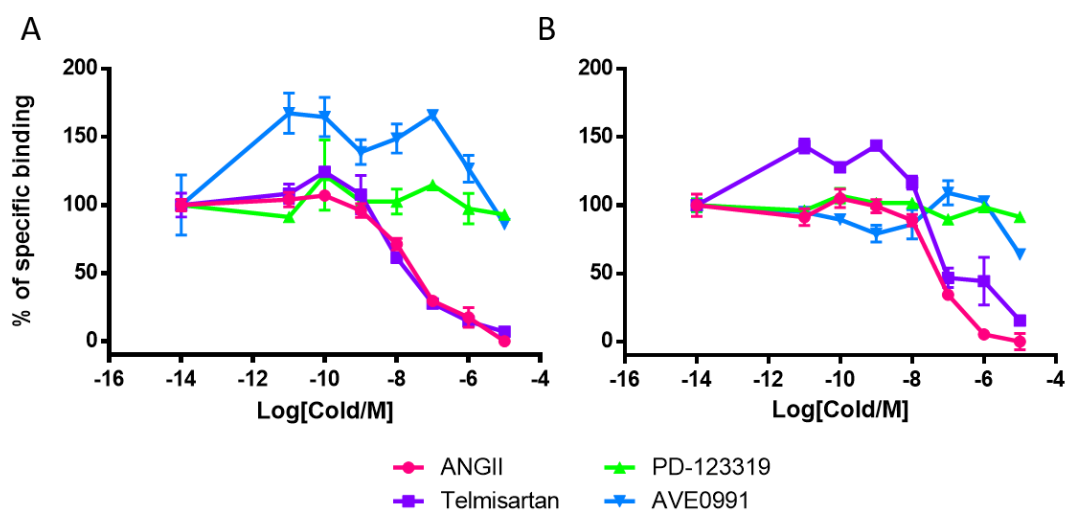 A
B
200
150
100
50
0
% of specific binding
-16
-14
-12
-10
-8
-6
-4
Log[Cold/M]
200
150
100
50
0
-16
-14
-12
-10
-8
-6
-4
Log[Cold/M]
ANGII
PD-123319
Telmisartan
AVE0991